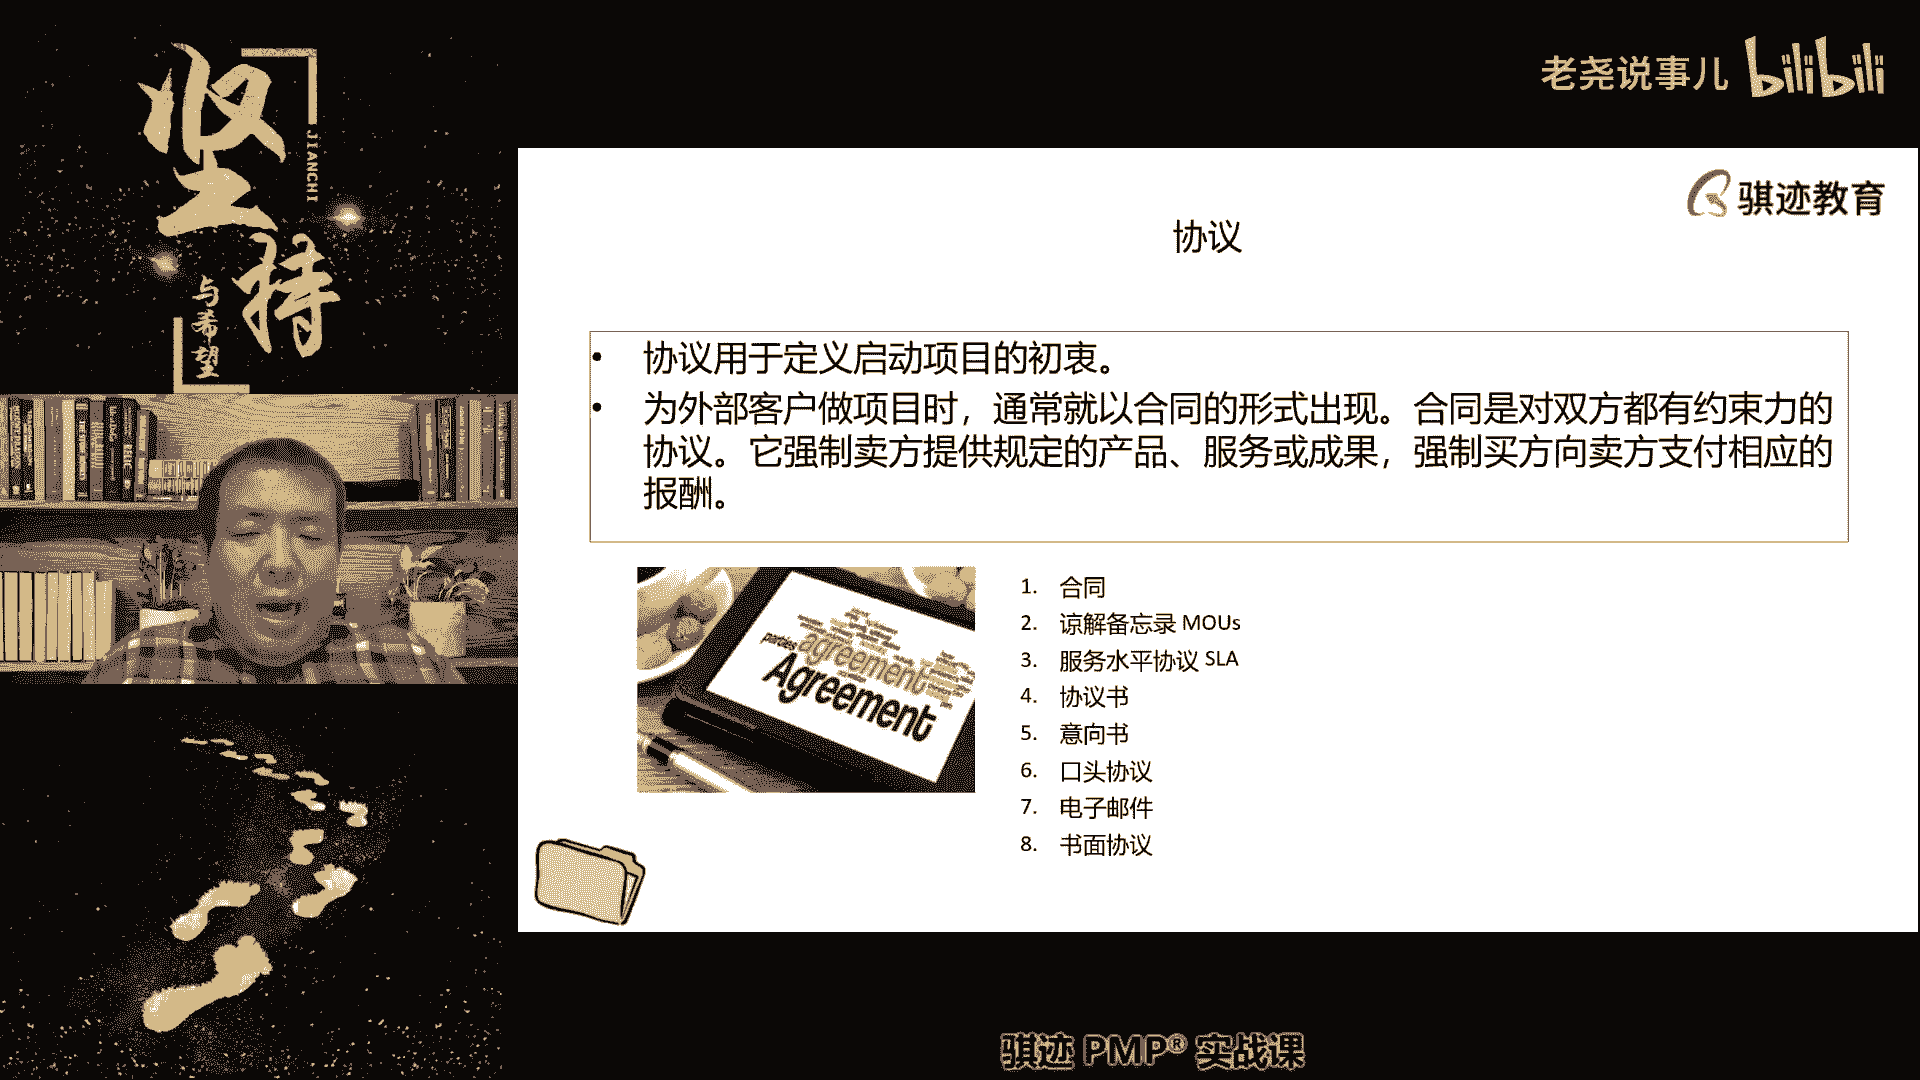 坚持
JIANCHI
与希望
老尧说事儿 bilibili
骐迹教育
协议
• 协议用于定义启动项目的初衷。
• 为外部客户做项目时，通常就以合同的形式出现。合同是对双方都有约束力的
协议。它强制卖方提供规定的产品、服务或成果，强制买方向卖方支付相应的
报酬。
parties
agreement
Agreement
1. 合同
2. 谅解备忘录 MOUs
3. 服务水平协议 SLA
4. 协议书
5. 意向书
6. 口头协议
7. 电子邮件
8. 书面协议
骐迹 PMP® 实战课